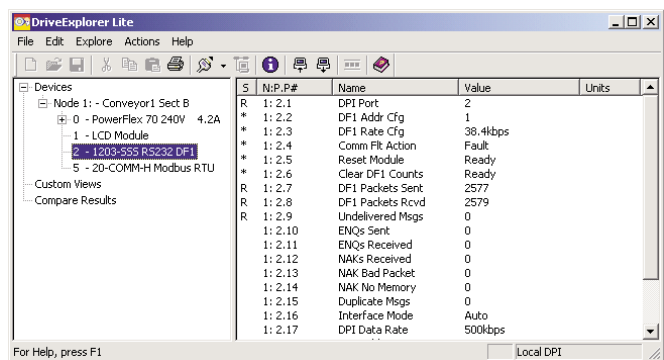 DriveExplorer Lite
File Edit Explore Actions Help
Devices
Node 1: - Conveyor1 Sect B
0 - PowerFlex 70 240V 4.2A
1 - LCD Module
2 - 1203-SSS RS232 DF1
5 - 20-COMM-H Modbus RTU
Custom Views
Compare Results
S N:P.P# Name Value Units
R 1: 2.1 DPI Port 2
* 1: 2.2 DF1 Addr Cfg 1
* 1: 2.3 DF1 Rate Cfg 38.4kbps
* 1: 2.4 Comm Flt Action Fault
* 1: 2.5 Reset Module Ready
* 1: 2.6 Clear DF1 Counts Ready
R 1: 2.7 DF1 Packets Sent 2577
R 1: 2.8 DF1 Packets Rcvd 2579
R 1: 2.9 Undelivered Msgs 0
1: 2.10 ENQs Sent 0
1: 2.11 ENQs Received 0
1: 2.12 NAKs Received 0
1: 2.13 NAK Bad Packet 0
1: 2.14 NAK No Memory 0
1: 2.15 Duplicate Msgs 0
1: 2.16 Interface Mode Auto
1: 2.17 DPI Data Rate 500kbps
For Help, press F1 Local DPI